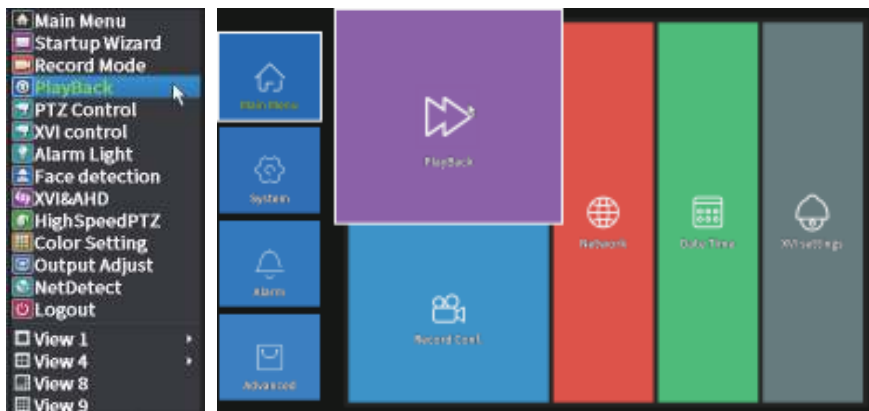 Main Menu
Startup Wizard
Record Mode
PlayBack
PTZ Control
XVI control
Alarm Light
Face detection
XVI&AHD
HighSpeedPTZ
Color Setting
Output Adjust
NetDetect
Logout
View 1
View 4
View 8
View 9
Main Menu
System
Alarm
Advanced
PlayBack
Record Conf.
Network
Date/Time
XVI settings